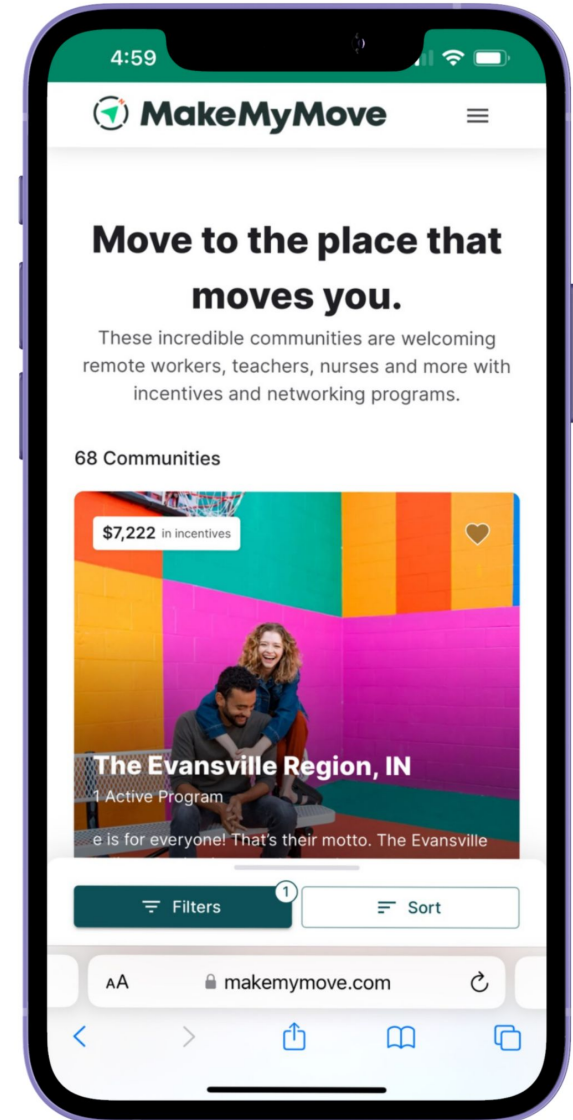 4:59
MakeMyMove
Move to the place that
moves you.
These incredible communities are welcoming
remote workers, teachers, nurses and more with
incentives and networking programs.
68 Communities
$7,222 in incentives
The Evansville Region, IN
1 Active Program
e is for everyone! That's their motto. The Evansville
Filters 1
Sort
AA makemymove.com